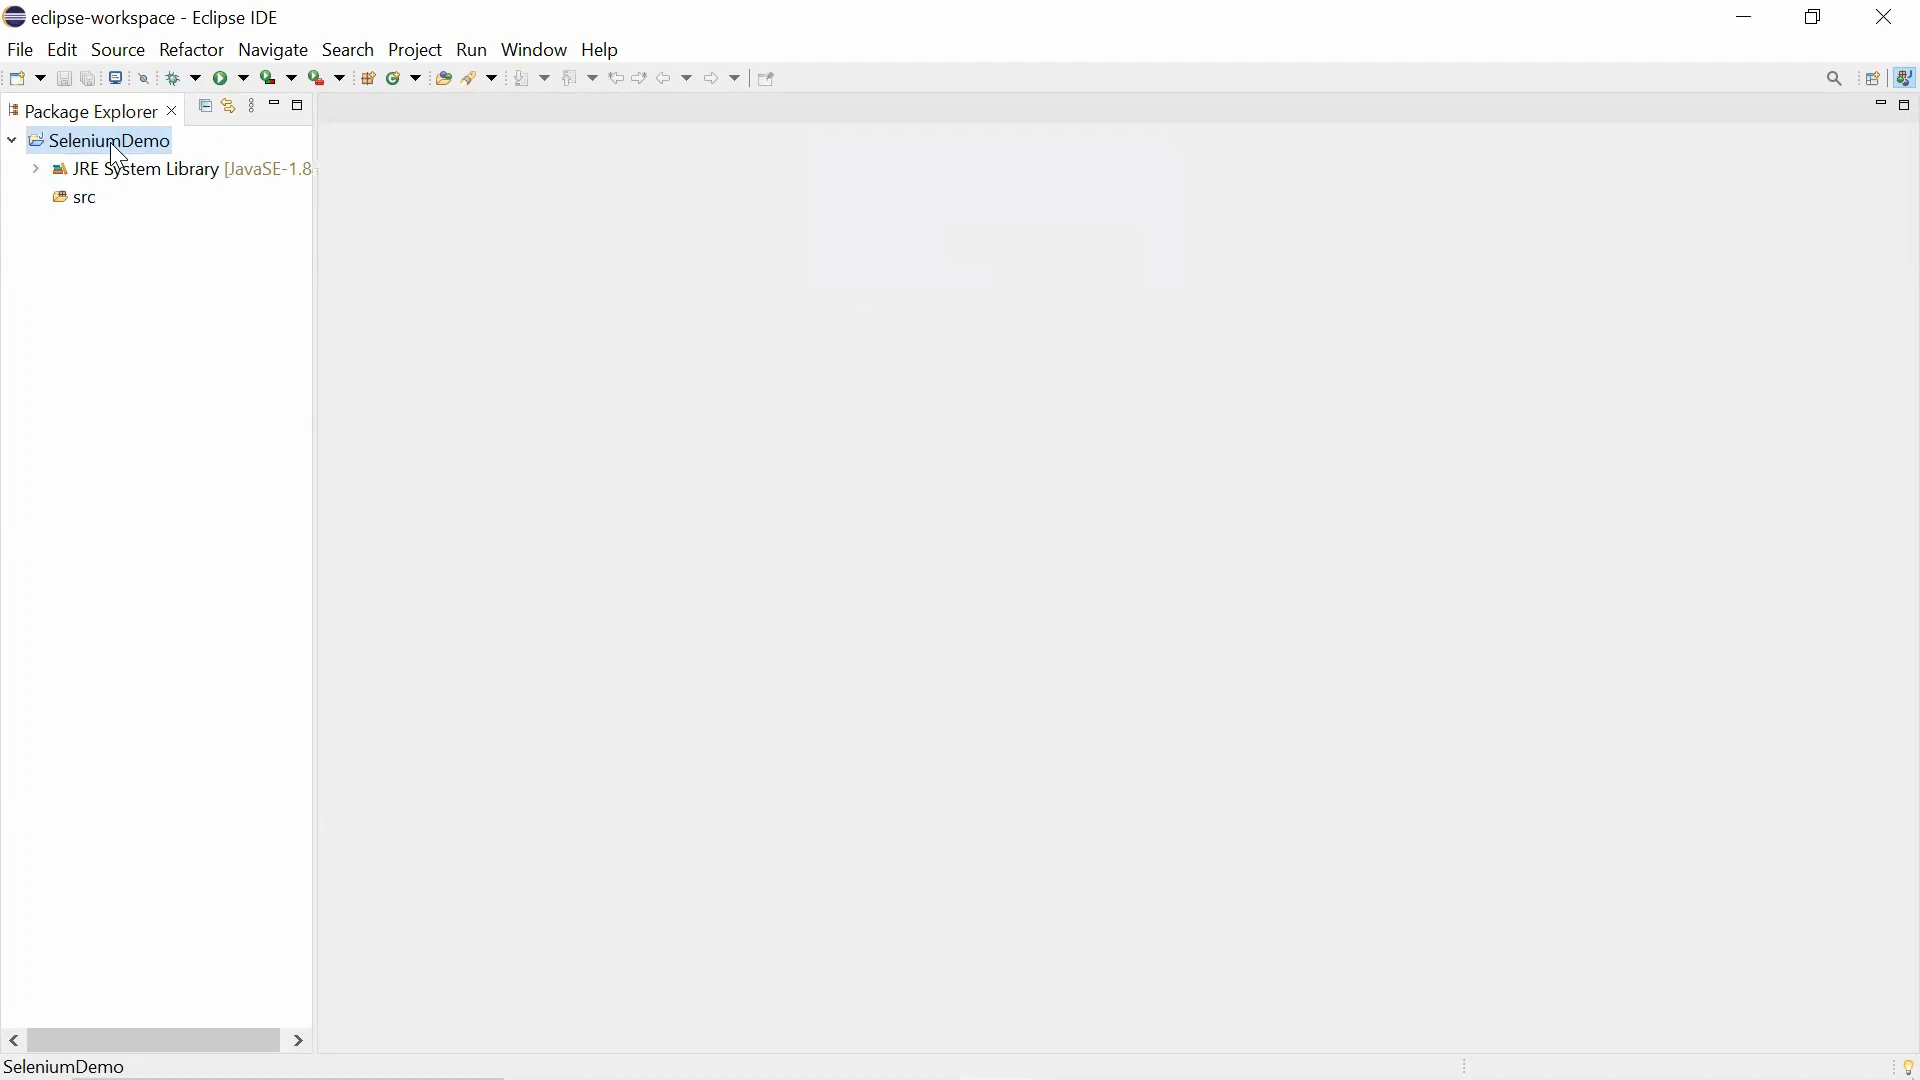 eclipse-workspace - Eclipse IDE
File Edit Source Refactor Navigate Search Project Run Window Help
Package Explorer
SeleniumDemo
JRE System Library [JavaSE-1.8
src
SeleniumDemo